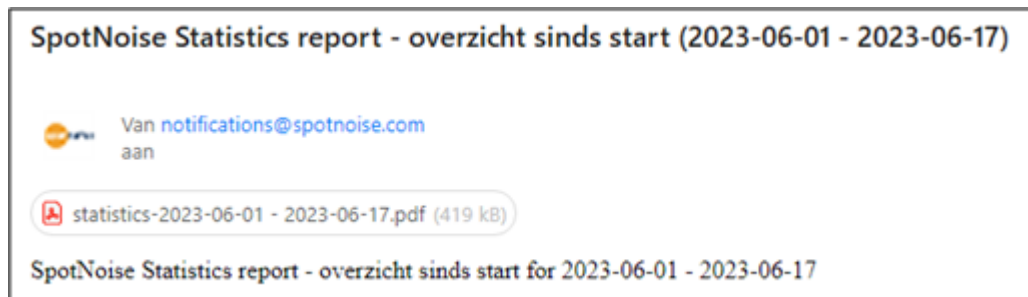 SpotNoise Statistics report - overzicht sinds start (2023-06-01 - 2023-06-17)
Van notifications@spotnoise.com
aan
statistics-2023-06-01 - 2023-06-17.pdf (419 kB)
SpotNoise Statistics report - overzicht sinds start for 2023-06-01 - 2023-06-17